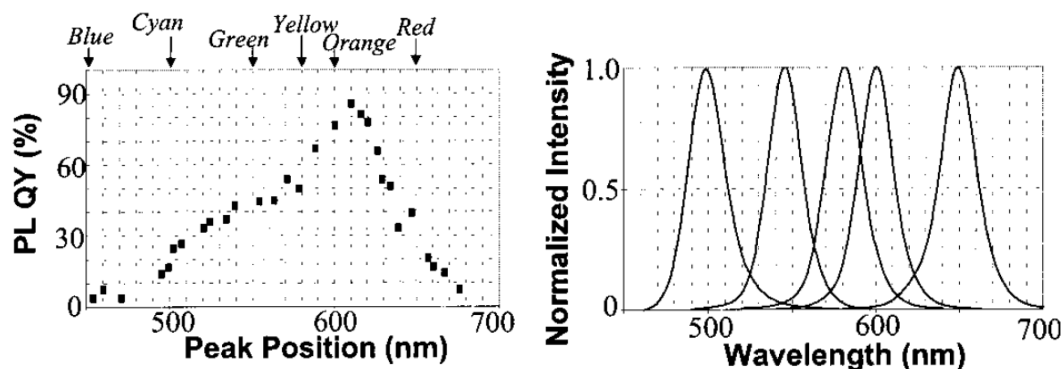 Blue Cyan Green Yellow Orange Red
90
60
30
0
PL QY (%)
500 600 700
Peak Position (nm)
1.0
0.5
0
Normalized Intensity
500 600 700
Wavelength (nm)